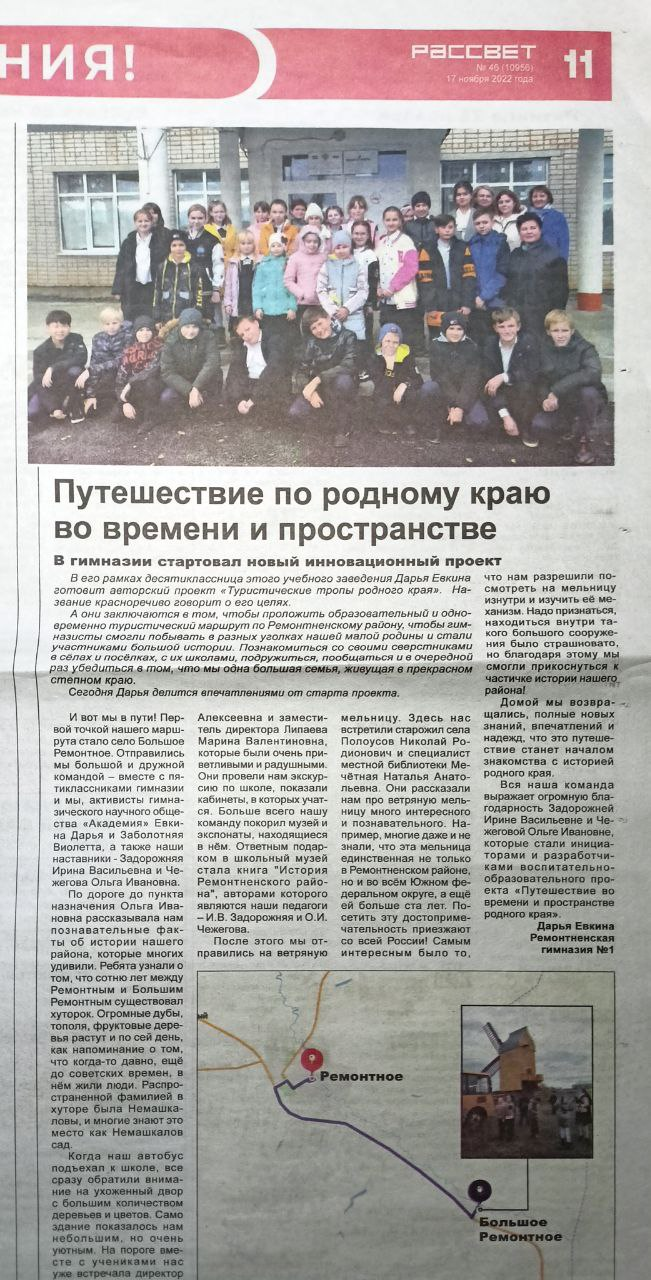 НИЯ!
РАССВЕТ
№ 46 (10956)
17 ноября 2022 года
11
Путешествие по родному краю
во времени и пространстве
В гимназии стартовал новый инновационный проект
В его рамках десятиклассница этого учебного заведения Дарья Евкина
готовит авторский проект «Туристические тропы родного края». На-
звание красноречиво говорит о его целях.
А они заключаются в том, чтобы проложить образовательный и одно-
временно туристический маршрут по Ремонтненскому району, чтобы гим-
назисты смогли побывать в разных уголках нашей малой родины и стали
участниками большой истории. Познакомиться со своими сверстниками
в сёлах и посёлках, с их школами, подружиться, пообщаться и в очередной
раз убедиться в том, что мы одна большая семья, живущая в прекрасном
степном краю.
Сегодня Дарья делится впечатлениями от старта проекта.
И вот мы в пути! Пер-
вой точкой нашего марш-
рута стало село Большое
Ремонтное. Отправились
мы большой и дружной
командой – вместе с пя-
тиклассниками гимназии
и мы, активисты гимна-
зического научного обще-
ства «Академия» Евки-
на Дарья и Заболотняя
Виолетта, а также наши
наставники - Задорожняя
Ирина Васильевна и Че-
жегова Ольга Ивановна.
По дороге до пункта
назначения Ольга Ива-
новна рассказывала нам
познавательные фак-
ты об истории нашего
района, которые многих
удивили. Ребята узнали о
том, что сотню лет между
Ремонтным и Большим
Ремонтным существовал
хуторок. Огромные дубы,
тополя, фруктовые дере-
вья растут и по сей день,
как напоминание о том,
что когда-то давно, ещё
до советских времен, в
нём жили люди. Распро-
страненной фамилией в
хуторе была Немашка-
ловы, и многие знают это
место как Немашкалов
сад.
Когда наш автобус
подъехал к школе, все
сразу обратили внима-
ние на ухоженный двор
с большим количеством
деревьев и цветов. Само
здание показалось нам
небольшим, но очень
уютным. На пороге вме-
сте с учениками нас
уже встречала директор
Алексеевна и замести-
тель директора Липаева
Марина Валентиновна,
которые были очень при-
ветливыми и радушными.
Они провели нам экскур-
сию по школе, показали
кабинеты, в которых учат-
ся. Больше всего нашу
команду покорил музей и
экспонаты, находящиеся
в нём. Ответным подар-
ком в школьный музей
стала книга "История
Ремонтненского райо-
на", авторами которого
являются наши педагоги
– И.В. Задорожняя и О.И.
Чежегова.
После этого мы от-
правились на ветряную
мельницу. Здесь нас
встретили старожил села
Полоусов Николай Ро-
дионович и специалист
местной библиотеки Ме-
чётная Наталья Анато-
льевна. Они рассказали
нам про ветряную мель-
ницу много интересного
и познавательного. На-
пример, многие даже и не
знали, что эта мельница
единственная не только
в Ремонтненском районе,
но и во всём Южном фе-
деральном округе, а ещё
ей больше ста лет. По-
сетить эту достоприме-
чательность приезжают
со всей России! Самым
интересным было то,
что нам разрешили по-
смотреть на мельницу
изнутри и изучить её ме-
ханизм. Надо признаться,
находиться внутри та-
кого большого сооруже-
ния было страшновато,
но благодаря этому мы
смогли прикоснуться к
частичке истории нашего
района!
Домой мы возвра-
щались, полные новых
знаний, впечатлений и
надежд, что это путеше-
ствие станет началом
знакомства с историей
родного края.
Вся наша команда
выражает огромную бла-
годарность Задорожней
Ирине Васильевне и Че-
жеговой Ольге Ивановне,
которые стали инициа-
торами и разработчи-
ками воспитательно-
образовательного прое-
кта «Путешествие во
времени и пространстве
родного края».
Дарья Евкина
Ремонтненская
гимназия №1
Ремонтное
Большое
Ремонтное